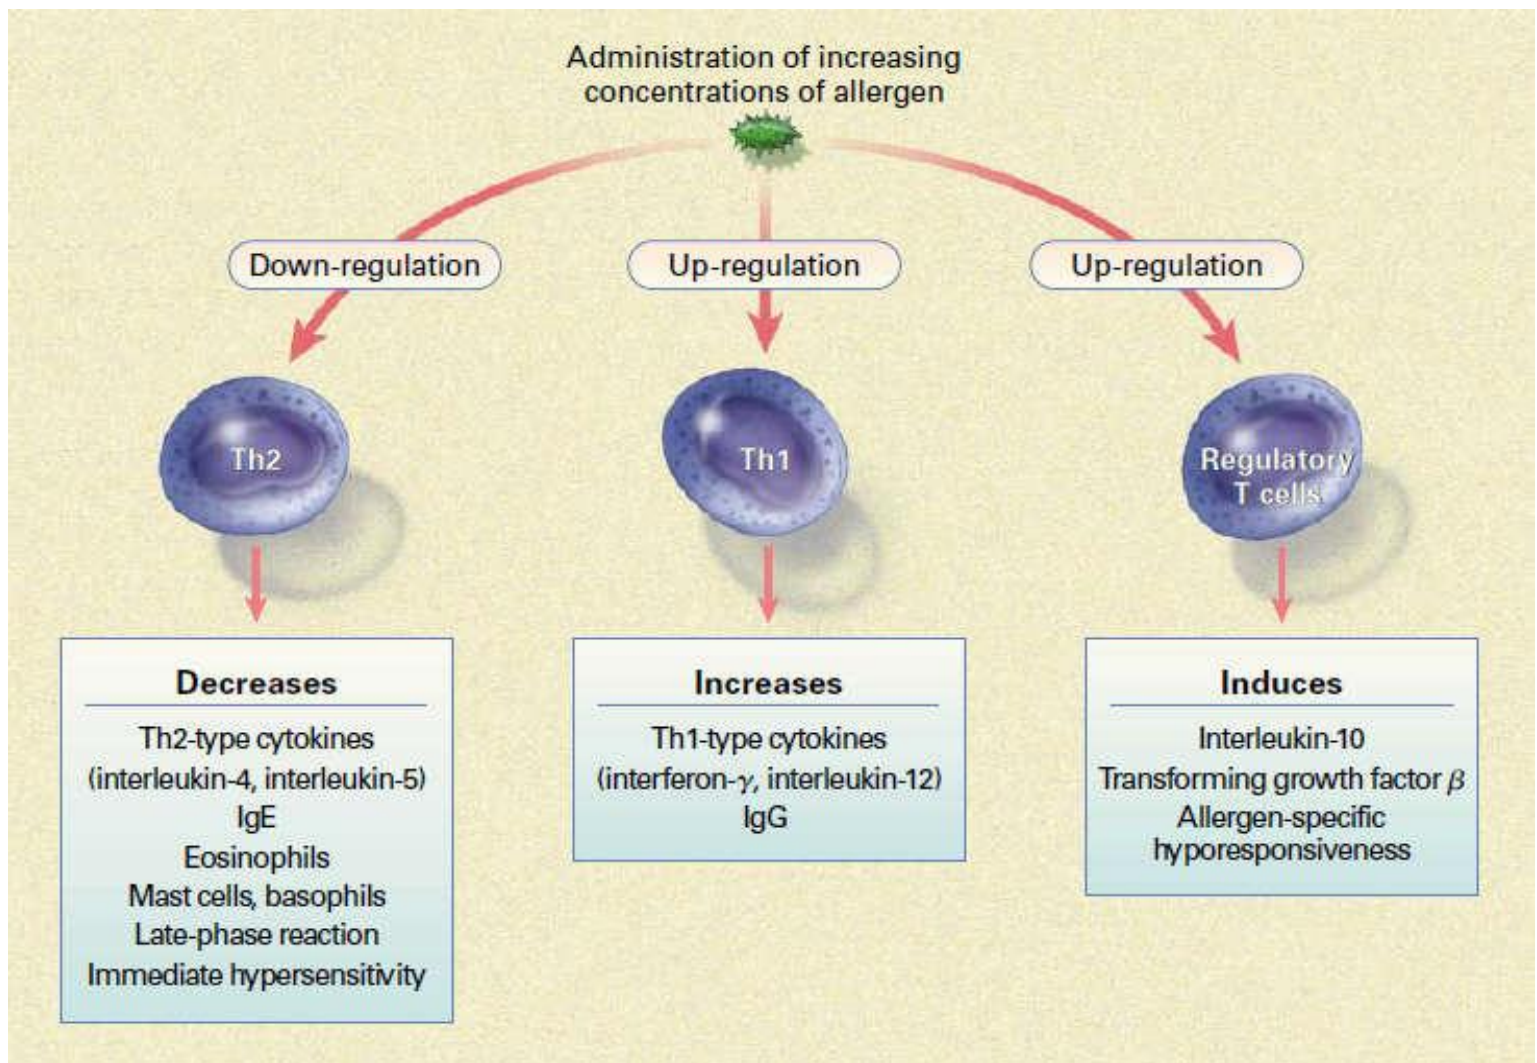 Administration of increasing
concentrations of allergen
Down-regulation
Up-regulation
Up-regulation
Th2
Th1
Regulatory
T cells
Decreases
Th2-type cytokines
(interleukin-4, interleukin-5)
IgE
Eosinophils
Mast cells, basophils
Late-phase reaction
Immediate hypersensitivity
Increases
Th1-type cytokines
(interferon-γ, interleukin-12)
IgG
Induces
Interleukin-10
Transforming growth factor β
Allergen-specific
hyporesponsiveness